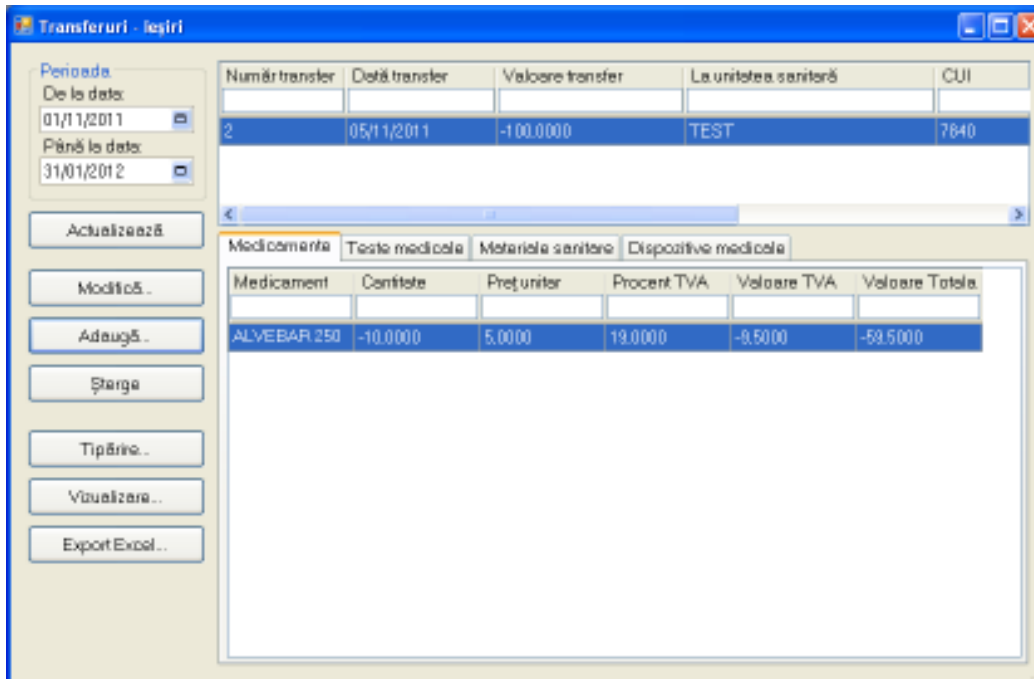 Transferuri - Ieşiri
Perioada
De la data:
01/11/2011
Până la data:
31/01/2012
Actualizează
Modifică...
Adaugă...
Şterge
Tipărire...
Vizualizare...
Export Excel...
Număr transfer Dată transfer Valoare transfer La unitatea sanitară CUI
2 05/11/2011 -100.0000 TEST 7640
Medicamente Teste medicale Materiale sanitare Dispozitive medicale
Medicament Cantitate Preţ unitar Procent TVA Valoare TVA Valoare Totala
ALVEBAR 250 -10.0000 5.0000 19.0000 -9.5000 -59.5000